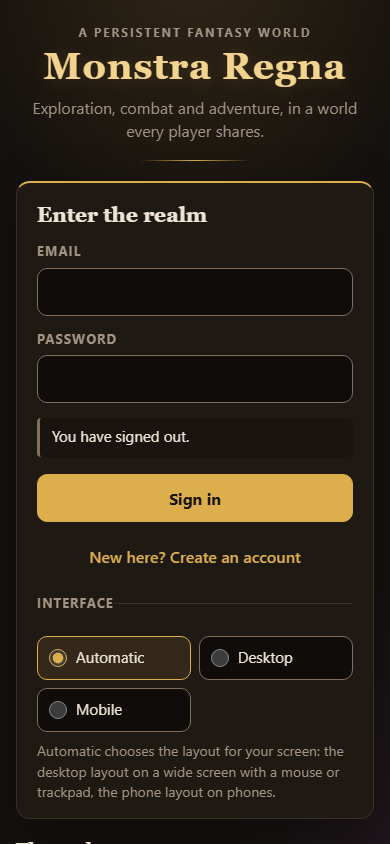 A PERSISTENT FANTASY WORLD
Monstra Regna
Exploration, combat and adventure, in a world
every player shares.
Enter the realm
EMAIL
PASSWORD
You have signed out.
Sign in
New here? Create an account
INTERFACE
Automatic
Desktop
Mobile
Automatic chooses the layout for your screen: the
desktop layout on a wide screen with a mouse or
trackpad, the phone layout on phones.